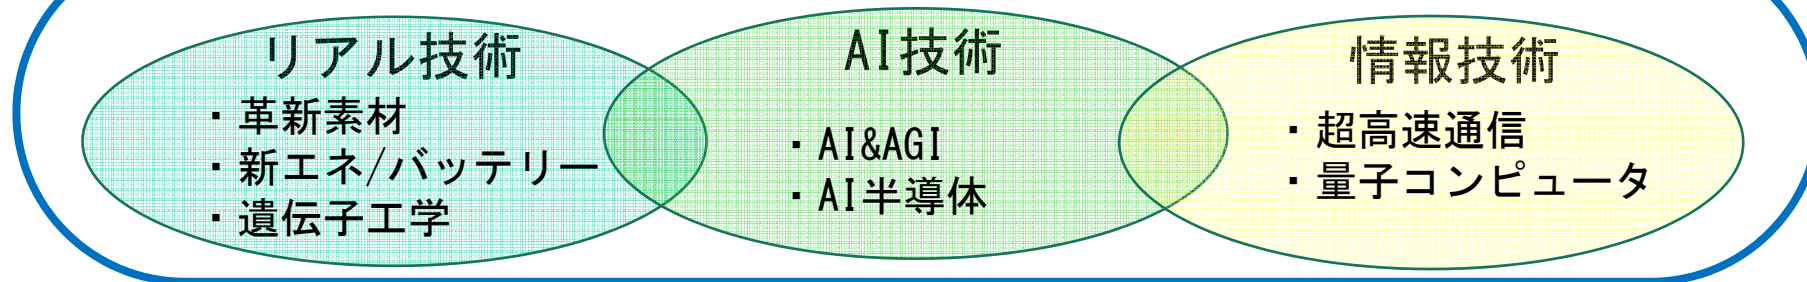 リアル技術
・革新素材
・新エネ/バッテリー
・遺伝子工学
AI技術
・AI&AGI
・AI半導体
情報技術
・超高速通信
・量子コンピュータ